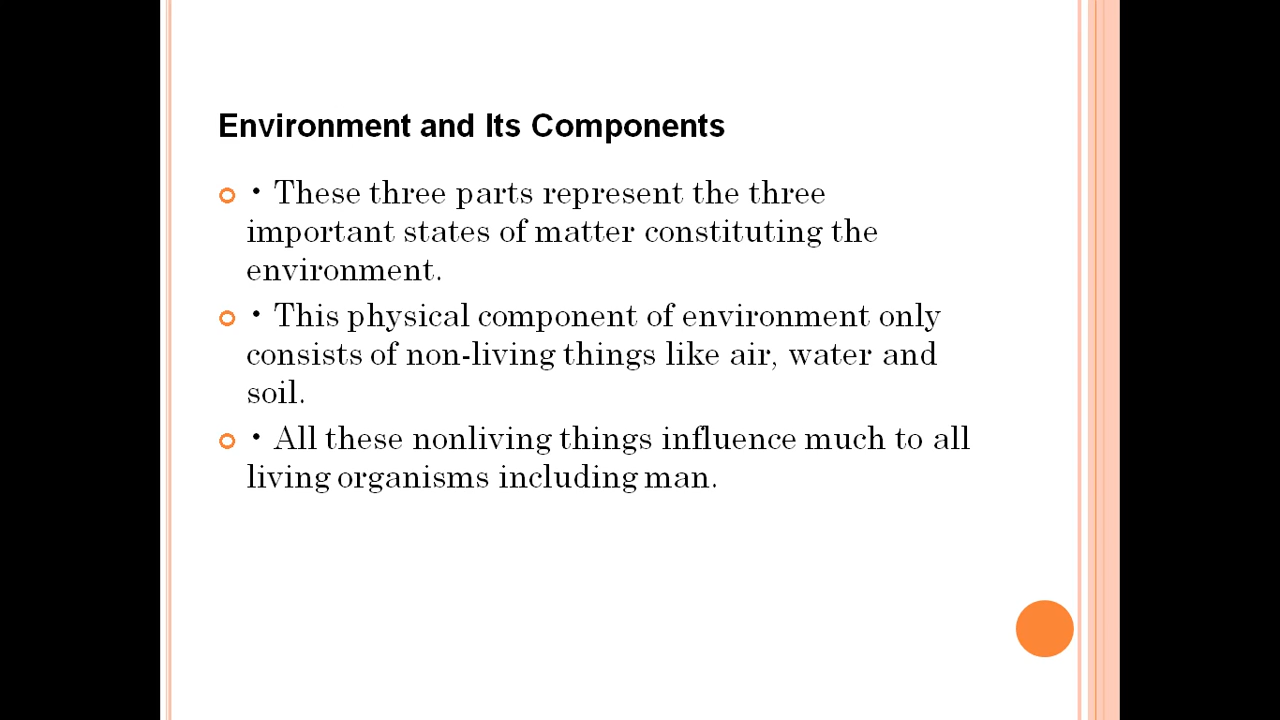 Environment and Its Components
• These three parts represent the three
important states of matter constituting the
environment.
• This physical component of environment only
consists of non-living things like air, water and
soil.
• All these nonliving things influence much to all
living organisms including man.